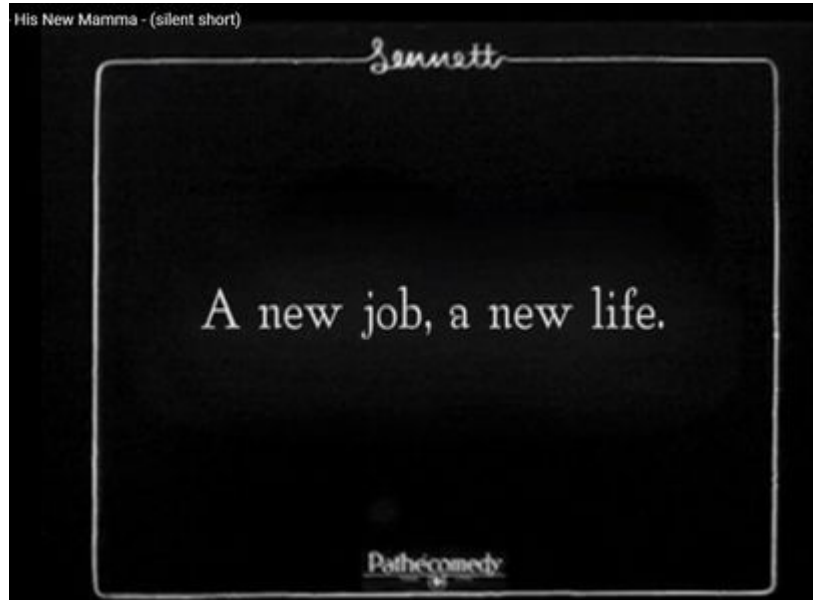 His New Mamma - (silent short)
Sennett
A new job, a new life.
Pathécomedy